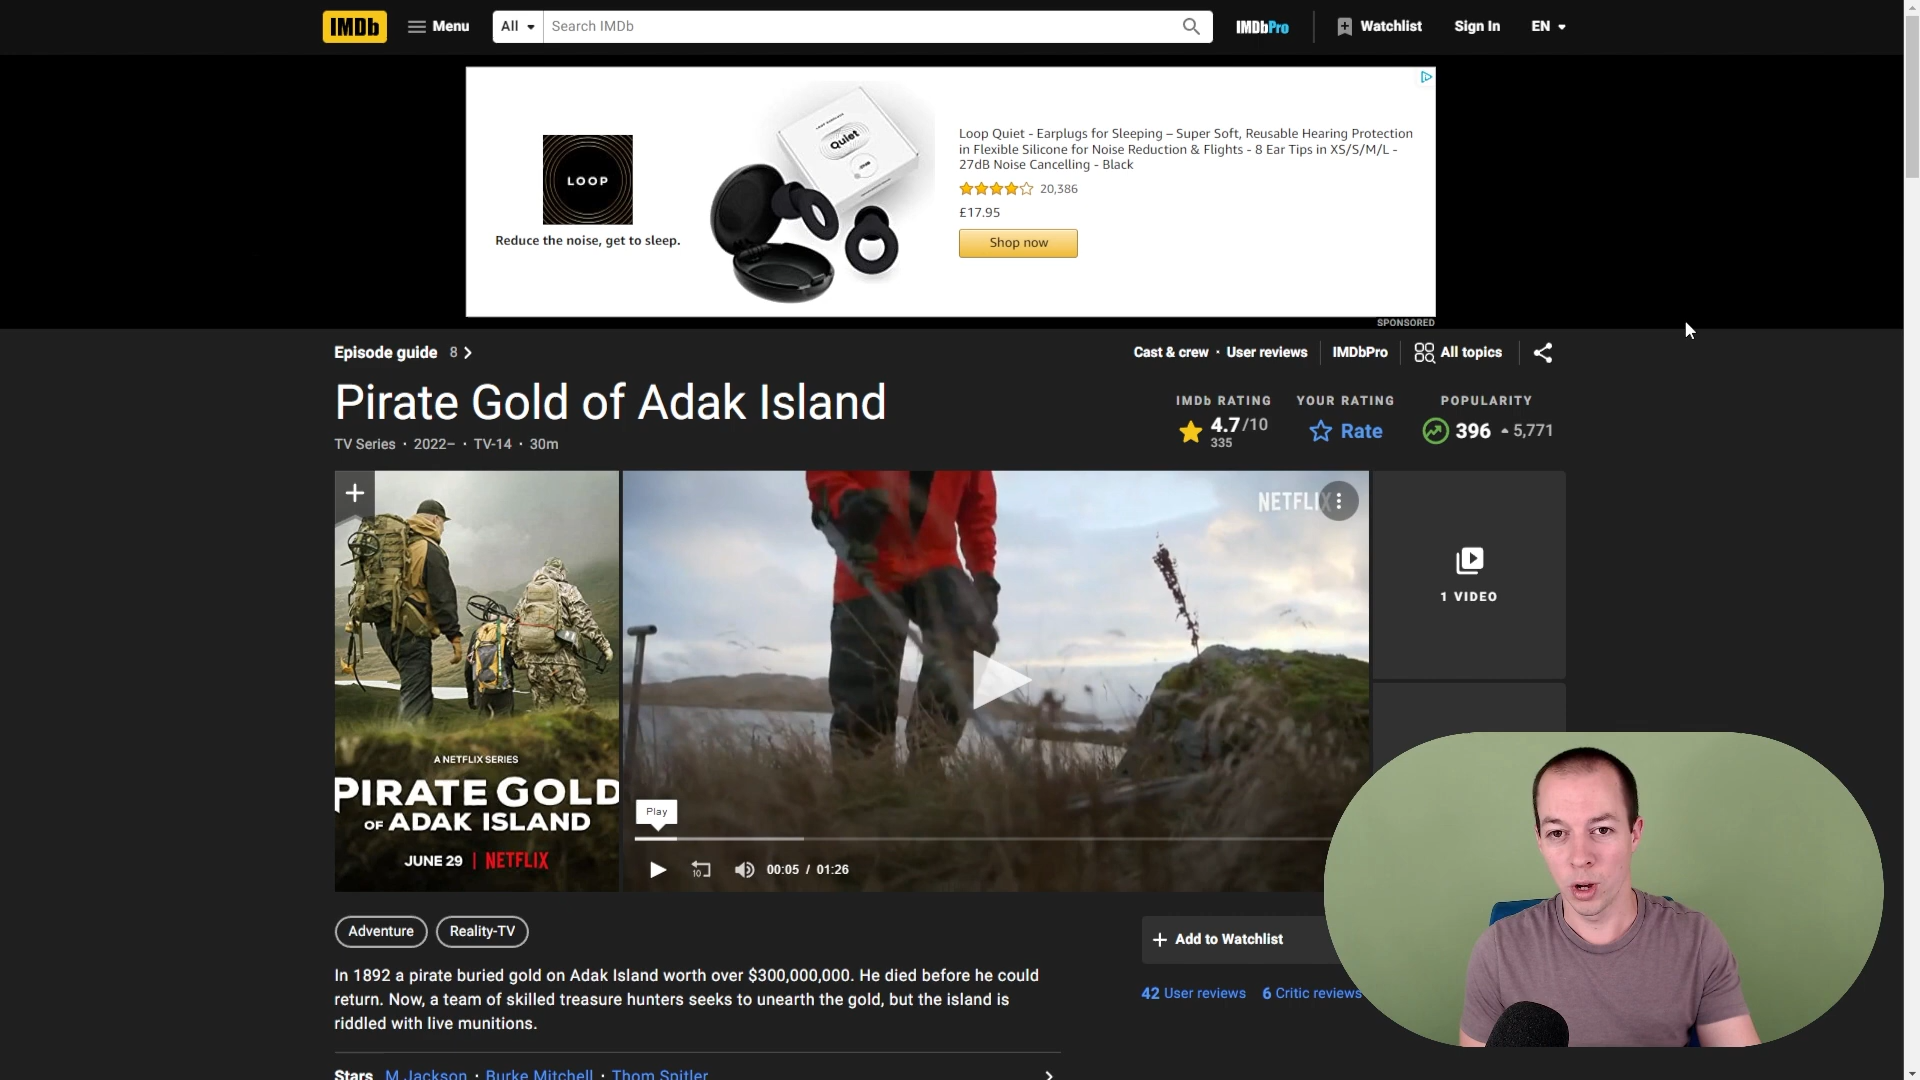 IMDb
Menu
All
Search IMDb
IMDbPro
Watchlist
Sign In
EN
LOOP
Reduce the noise, get to sleep.
Quiet
Loop Quiet - Earplugs for Sleeping – Super Soft, Reusable Hearing Protection
in Flexible Silicone for Noise Reduction & Flights - 8 Ear Tips in XS/S/M/L -
27dB Noise Cancelling - Black
20,386
£17.95
Shop now
SPONSORED
Episode guide 8
Cast & crew · User reviews
IMDbPro
All topics
Pirate Gold of Adak Island
TV Series · 2022– · TV-14 · 30m
IMDb RATING
4.7/10
335
YOUR RATING
Rate
POPULARITY
396
5,771
A NETFLIX SERIES
PIRATE GOLD
OF ADAK ISLAND
JUNE 29 | NETFLIX
NETFLIX
Play
10
00:05 / 01:26
1 VIDEO
Adventure
Reality-TV
In 1892 a pirate buried gold on Adak Island worth over $300,000,000. He died before he could
return. Now, a team of skilled treasure hunters seeks to unearth the gold, but the island is
riddled with live munitions.
Add to Watchlist
42 User reviews
6 Critic reviews
Stars M Jackson · Burke Mitchell · Thom Spitler